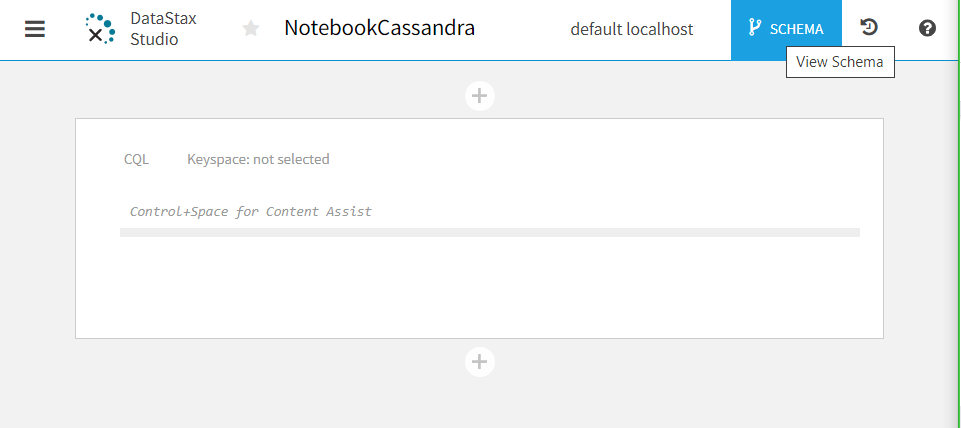 DataStax
Studio
NotebookCassandra
default localhost
SCHEMA
View Schema
CQL
Keyspace: not selected
Control+Space for Content Assist